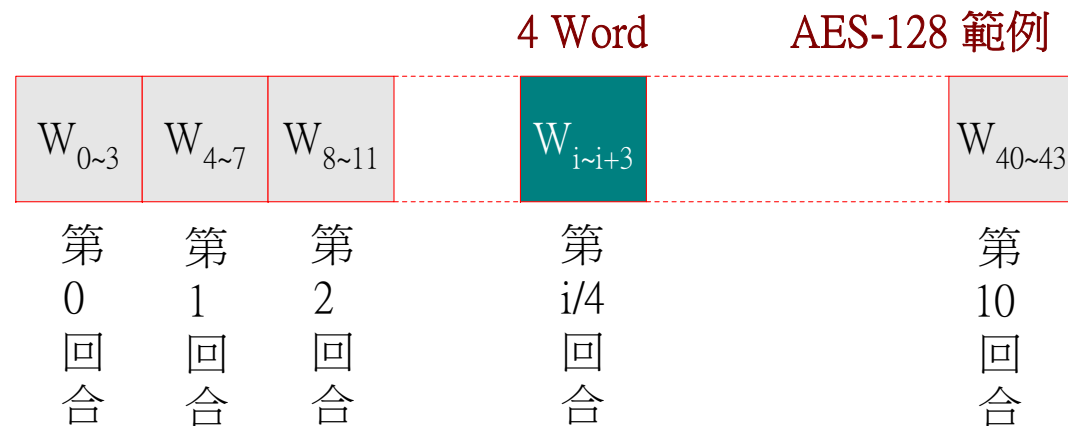 4 Word AES-128 範例
W0~3 W4~7 W8~11 Wi~i+3 W40~43
第 第 第 第 第
0 1 2 i/4 10
回 回 回 回 回
合 合 合 合 合